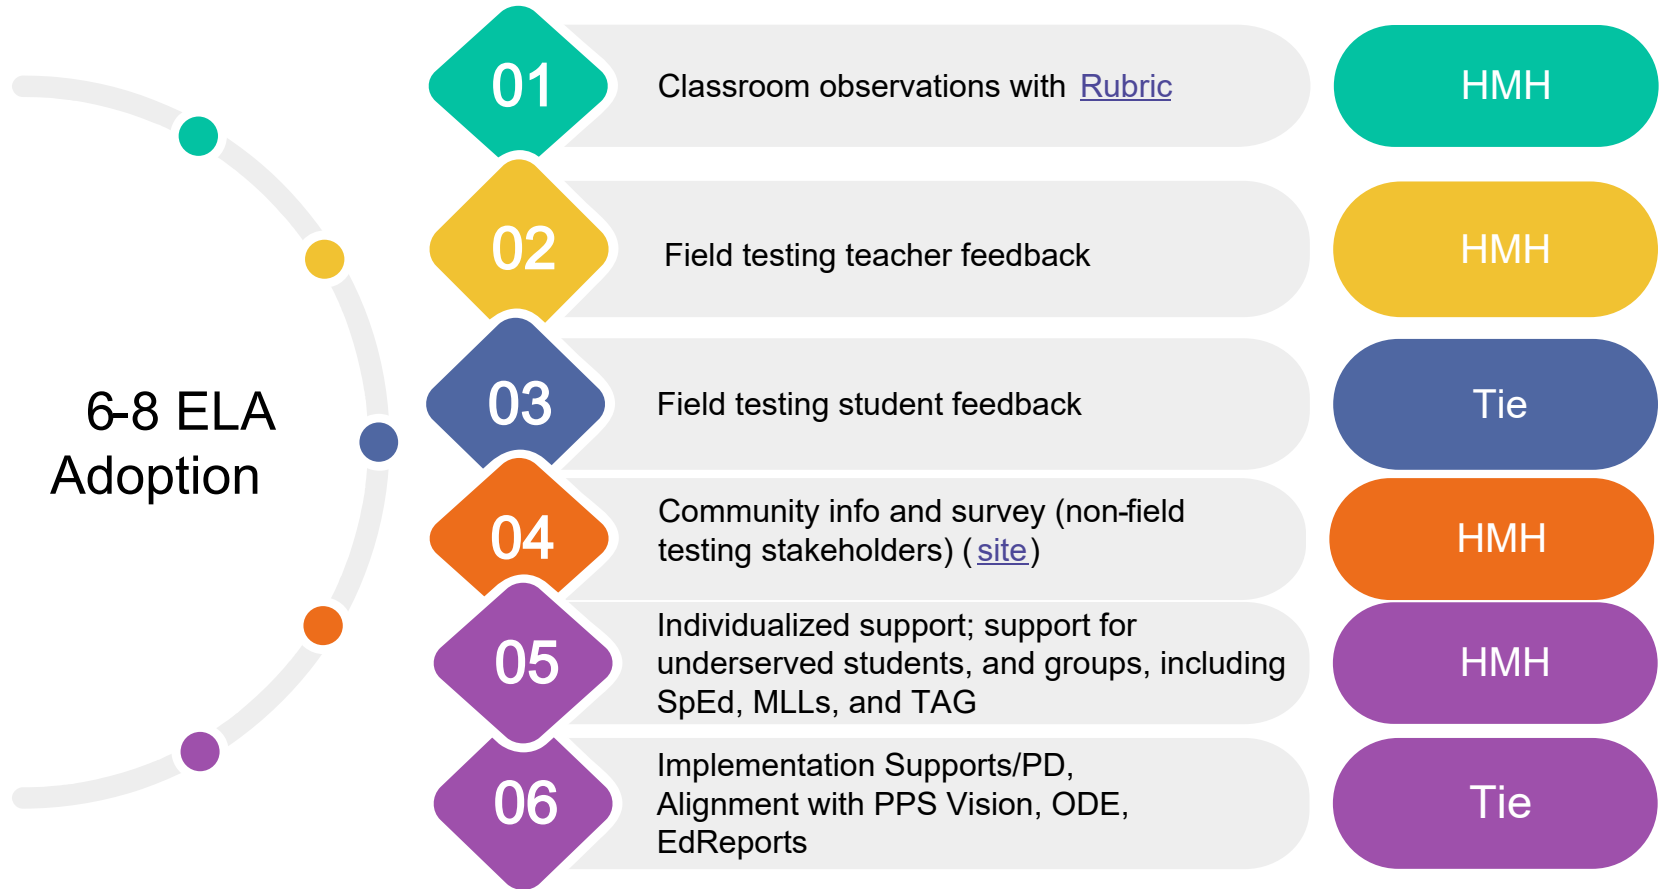 6-8 ELA
Adoption
01
Classroom observations with Rubric
HMH
02
Field testing teacher feedback
HMH
03
Field testing student feedback
Tie
04
Community info and survey (non-field
testing stakeholders) (site)
HMH
05
Individualized support; support for
underserved students, and groups, including
SpEd, MLLs, and TAG
HMH
06
Implementation Supports/PD,
Alignment with PPS Vision, ODE,
EdReports
Tie